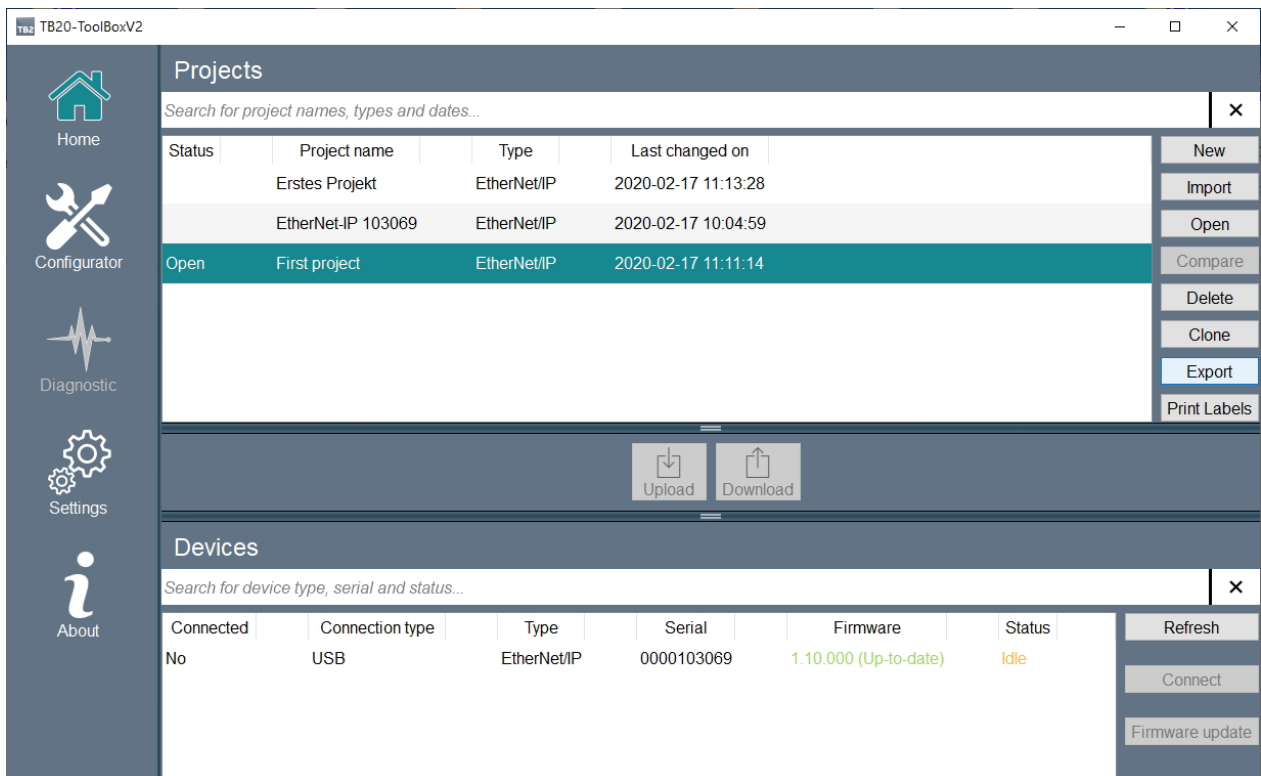 TB2 TB20-ToolBoxV2
Home
Configurator
Diagnostic
Settings
About
Projects
Search for project names, types and dates...
Status Project name Type Last changed on
Erstes Projekt EtherNet/IP 2020-02-17 11:13:28
EtherNet-IP 103069 EtherNet/IP 2020-02-17 10:04:59
Open First project EtherNet/IP 2020-02-17 11:11:14
New
Import
Open
Compare
Delete
Clone
Export
Print Labels
Upload Download
Devices
Search for device type, serial and status...
Connected Connection type Type Serial Firmware Status
No USB EtherNet/IP 0000103069 1.10.000 (Up-to-date) Idle
Refresh
Connect
Firmware update